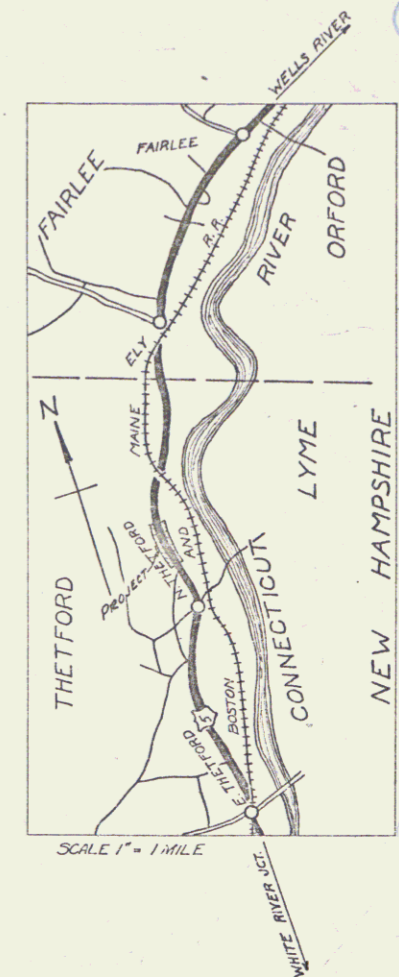 WELLS RIVER
FAIRLEE
FAIRLEE
ORFORD
RIVER
R.R.
ELY
MAINE
N
LYME
NEW HAMPSHIRE
THETFORD
PROJECT
N. THETFORD
AND
CONNECTICUT
5
BOSTON
E. THETFORD
SCALE 1" = 1 MILE
WHITE RIVER JCT.